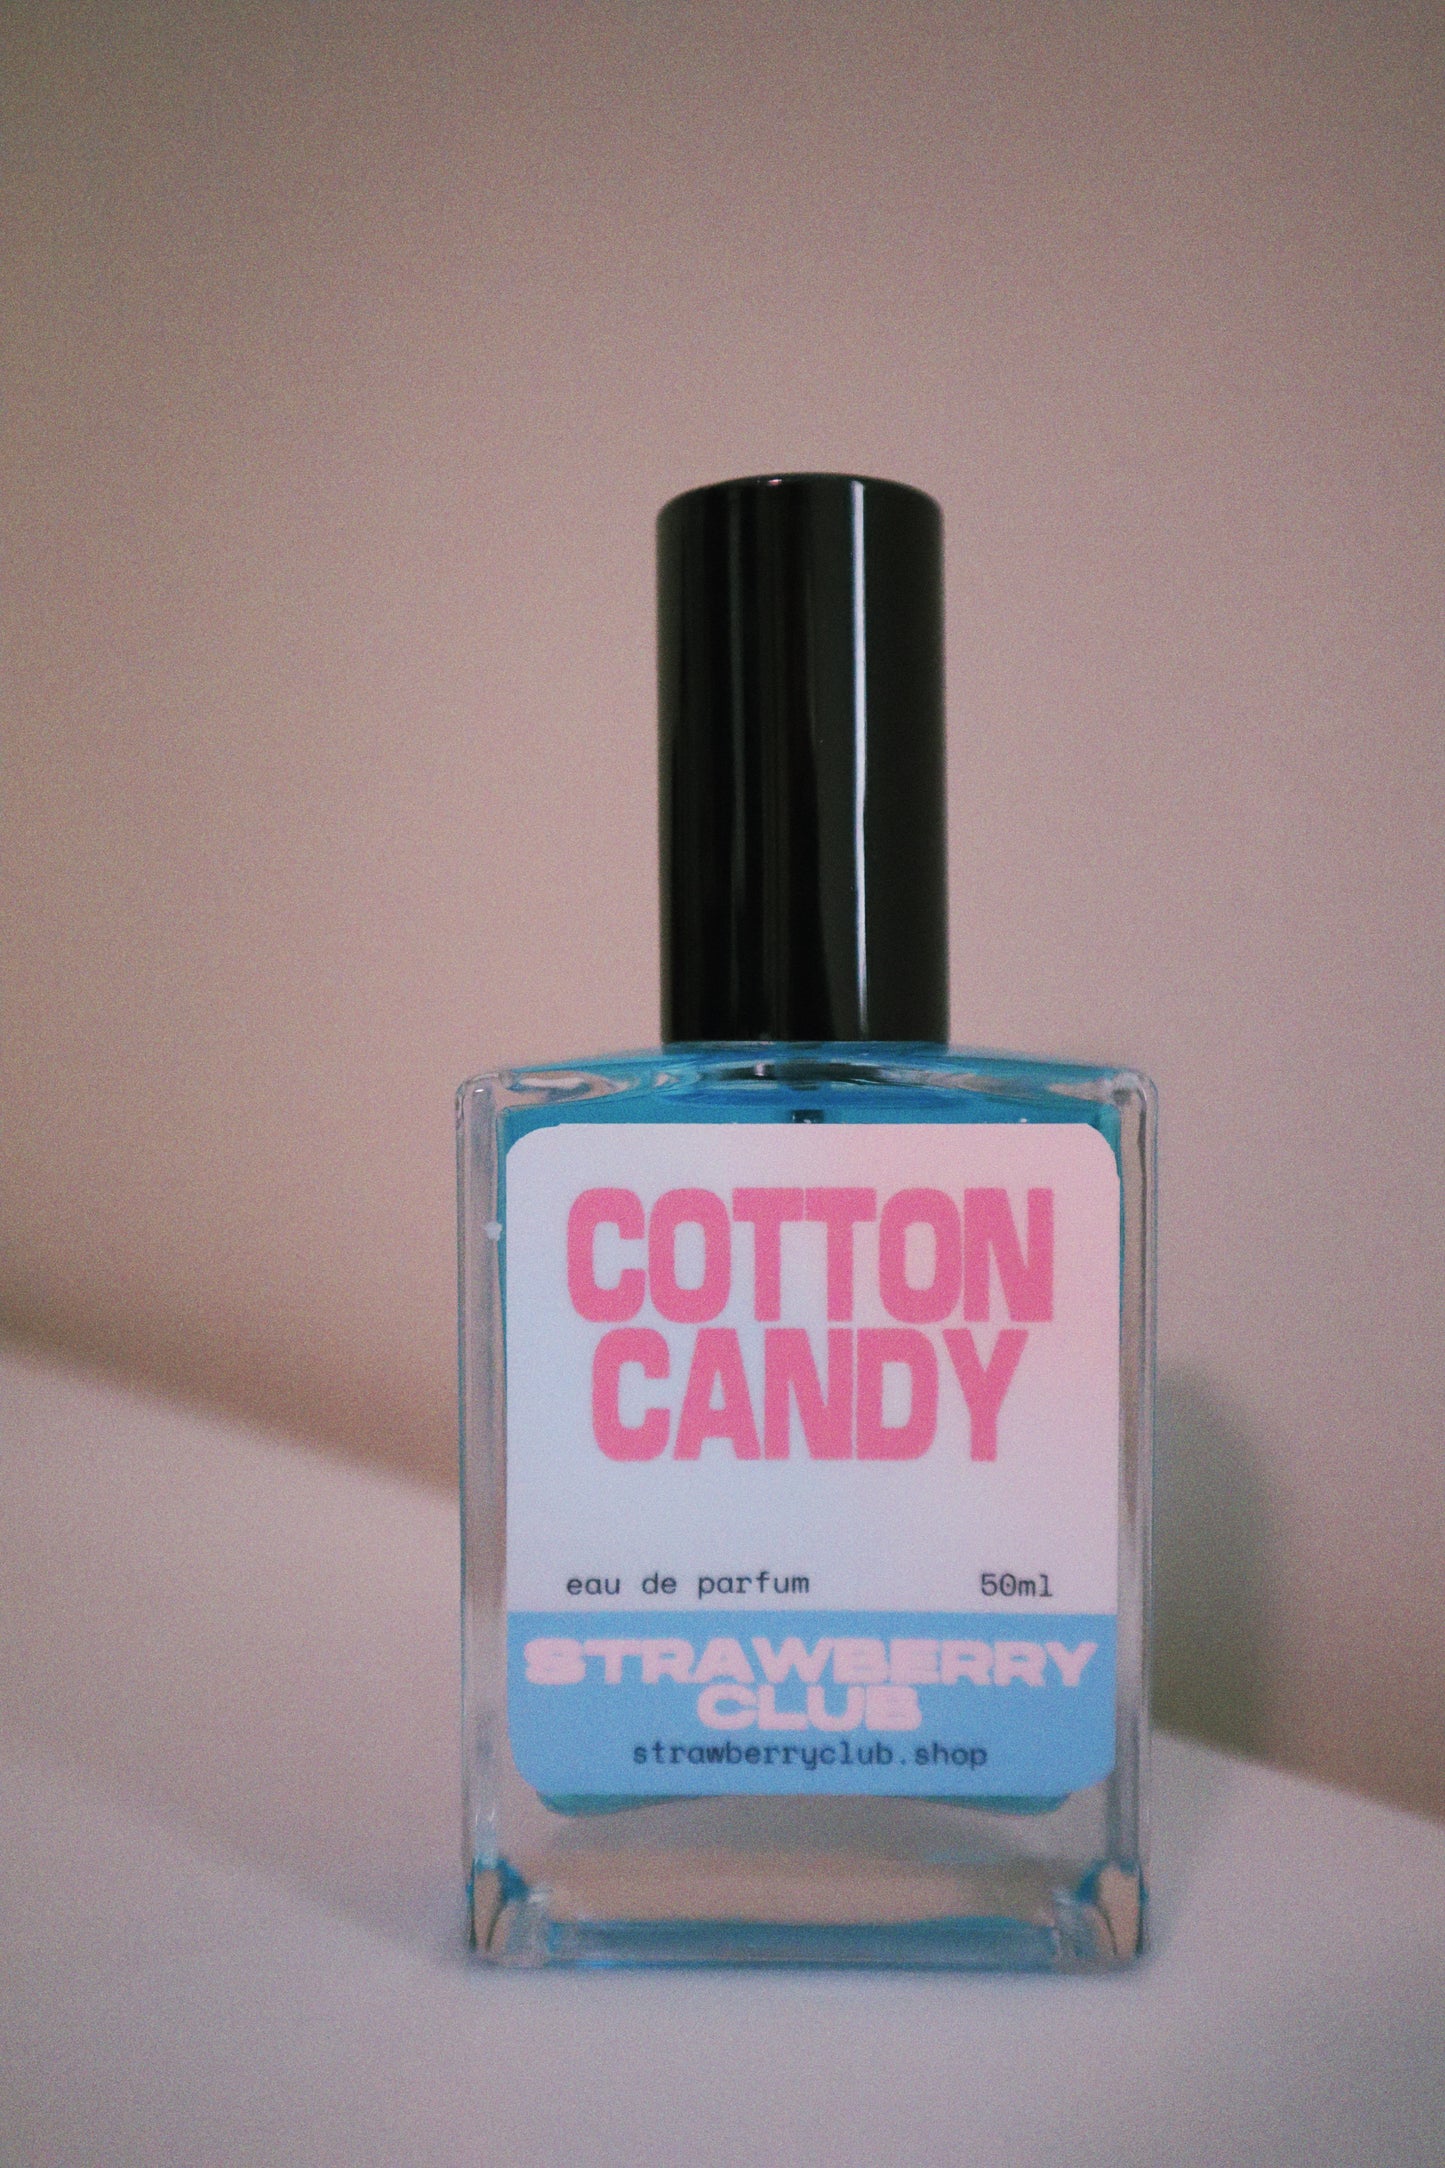 COTTON
CANDY
eau de parfum 50ml
STRAWBERRY
CLUB
strawberryclub.shop